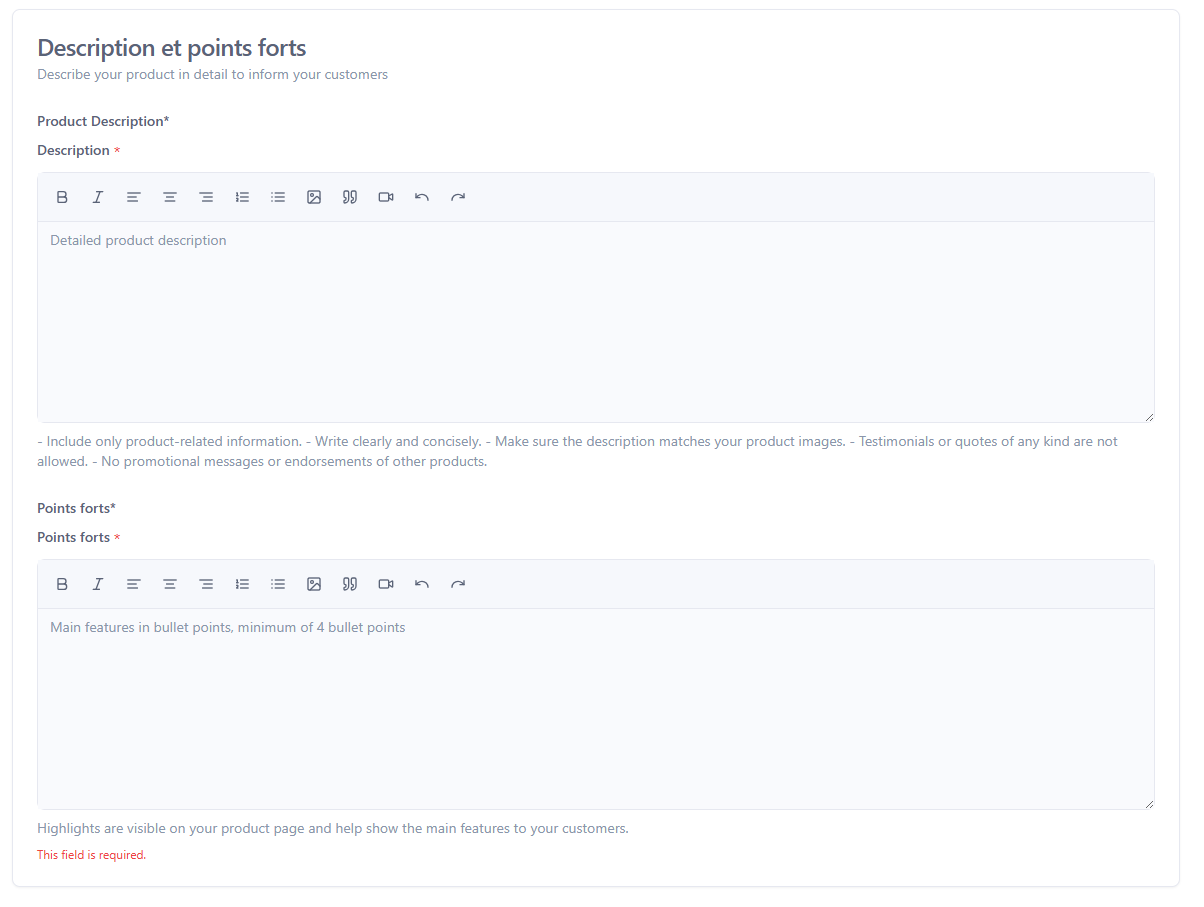 Description et points forts
Describe your product in detail to inform your customers
Product Description*
Description *
Detailed product description
- Include only product-related information. - Write clearly and concisely. - Make sure the description matches your product images. - Testimonials or quotes of any kind are not
allowed. - No promotional messages or endorsements of other products.
Points forts*
Points forts *
Main features in bullet points, minimum of 4 bullet points
Highlights are visible on your product page and help show the main features to your customers.
This field is required.